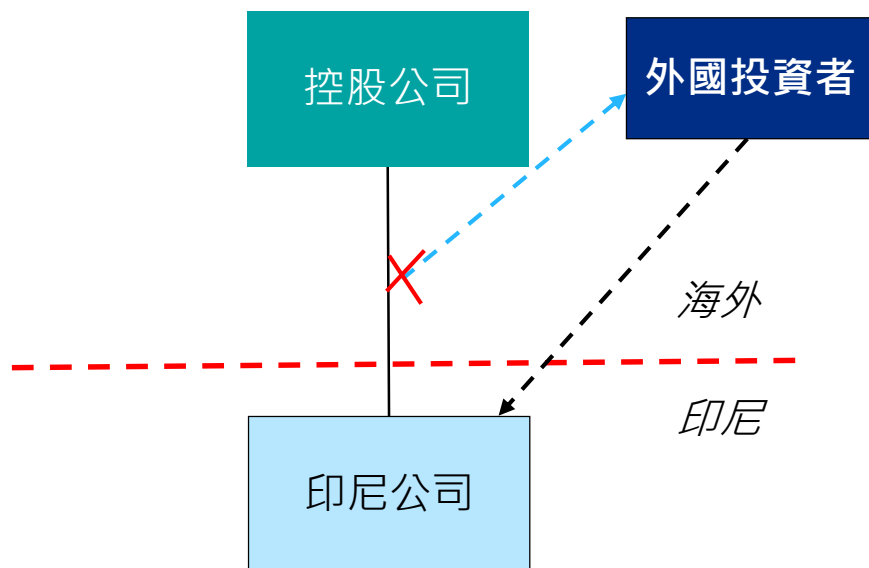 控股公司
外國投資者
海外
印尼
印尼公司